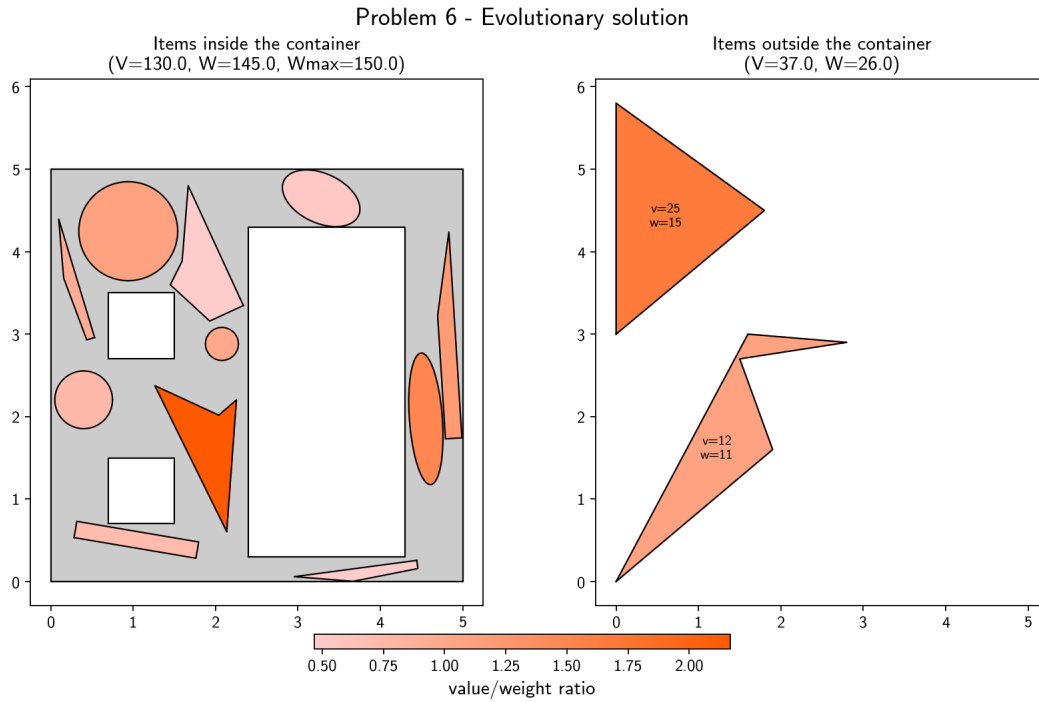 Problem 6 - Evolutionary solution
Items inside the container
(V=130.0, W=145.0, Wmax=150.0)
6
5
4
3
2
1
0
0 1 2 3 4 5
Items outside the container
(V=37.0, W=26.0)
6
5
4
3
2
1
0
v=25
w=15
v=12
w=11
0 1 2 3 4 5
0.50 0.75 1.00 1.25 1.50 1.75 2.00
value/weight ratio